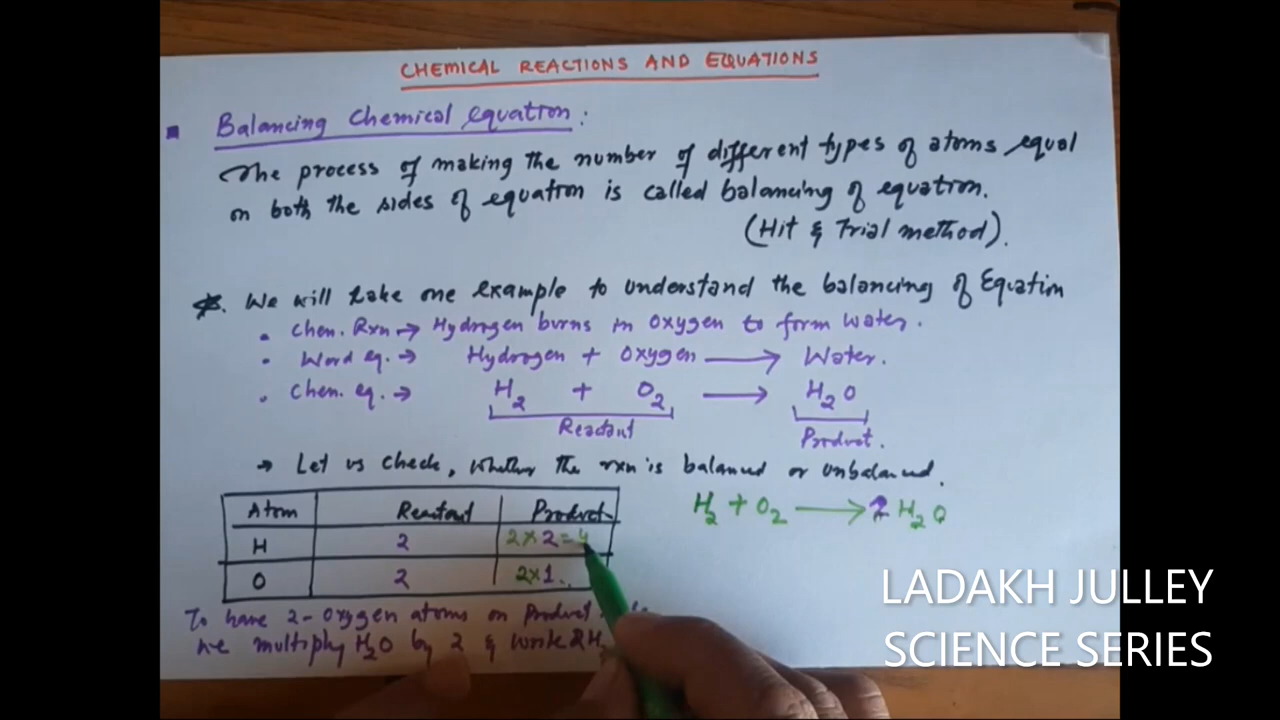 CHEMICAL REACTIONS AND EQUATIONS
Balancing Chemical equation:
The process of making the number of different types of atoms equal
on both the sides of equation is called balancing of equation.
(Hit & Trial method).
We will take one example to understand the balancing of Equation
Chem. Rxn → Hydrogen burns in Oxygen to form Water.
Word eq. → Hydrogen + Oxygen → Water.
Chem. eq. → H₂ + O₂ → H₂O
Reactant Product.
→ Let us check, whether the rxn is balanced or unbalanced.
H₂ + O₂ → 2 H₂O
Atom Reactant Product
H 2 2×2=4
O 2 2×1
To have 2-Oxygen atoms on Product
we multiply H₂O by 2 & write 2H
LADAKH JULLEY
SCIENCE SERIES